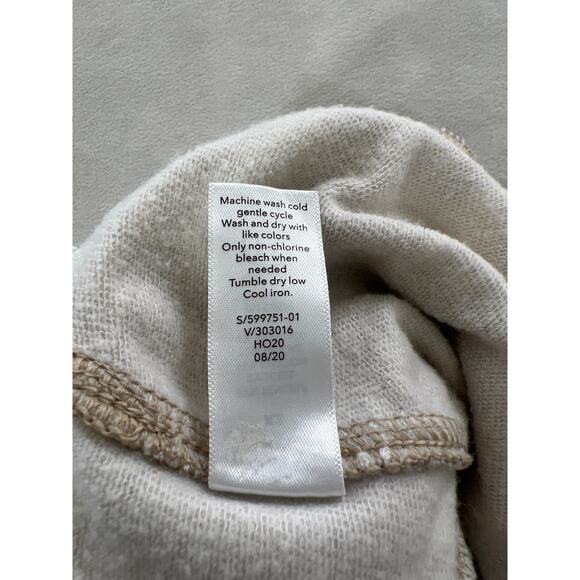 Machine wash cold
gentle cycle
Wash and dry with
like colors
Only non-chlorine
bleach when
needed
Tumble dry low
Cool iron.
S/599751-01
V/303016
HO20
08/20